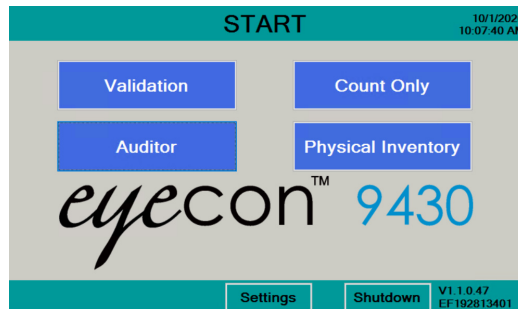 START
10/1/202
10:07:40 AM
Validation
Count Only
Auditor
Physical Inventory
eyecon™ 9430
Settings
Shutdown
V1.1.0.47
EF192813401